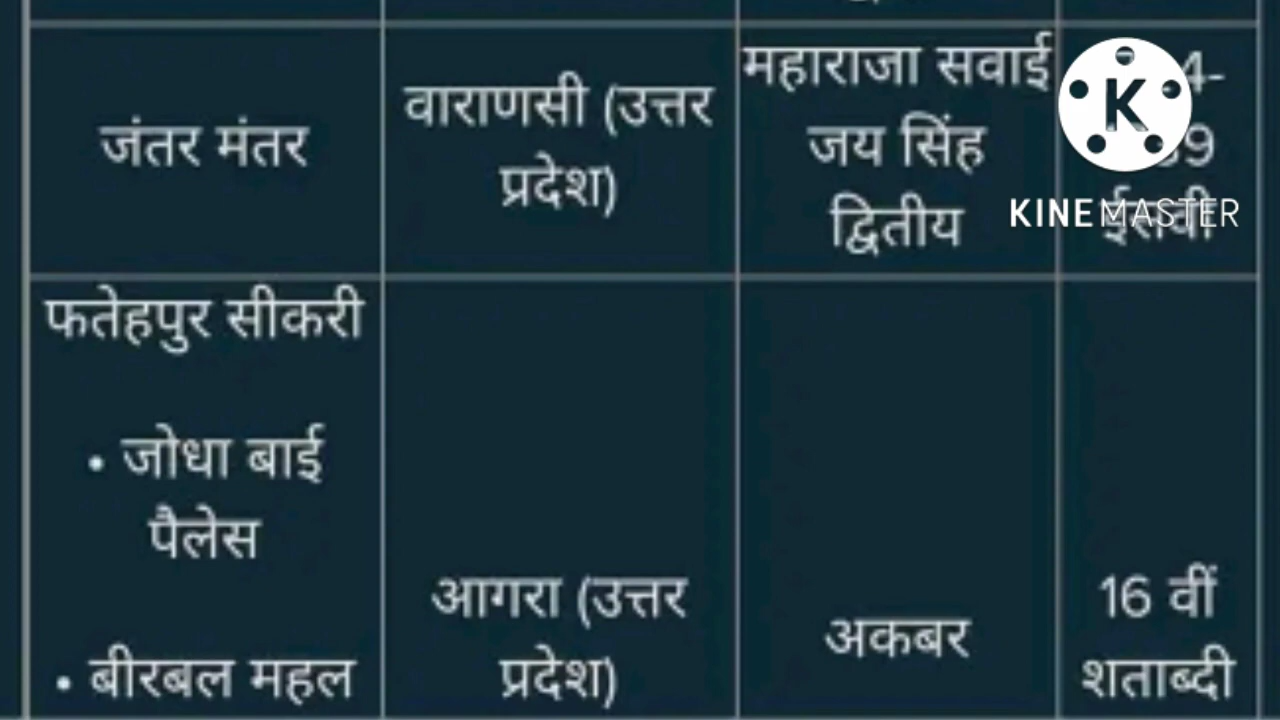 जंतर मंतर
वाराणसी (उत्तर
प्रदेश)
महाराजा सवाई
जय सिंह
द्वितीय
ईसवी
K
KINEMASTER
फतेहपुर सीकरी
• जोधा बाई
पैलेस
• बीरबल महल
आगरा (उत्तर
प्रदेश)
अकबर
16 वीं
शताब्दी